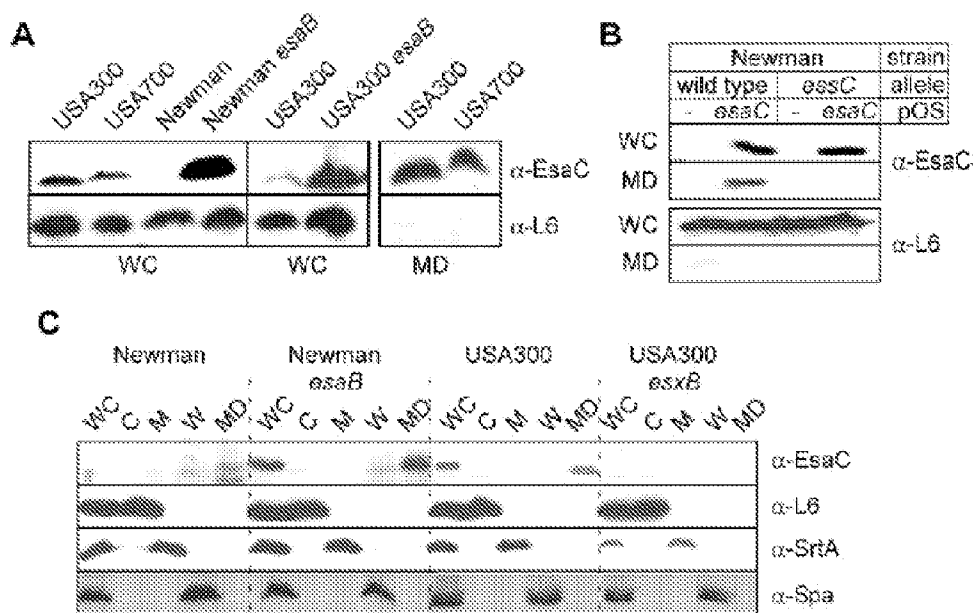 A
USA300 USA700 Newman Newman esaB USA300 USA300 esaB USA300 USA700
α-EsaC
α-L6
WC WC MD
B
Newman strain
wild type essC allele
- esaC - esaC pOS
WC
MD
α-EsaC
WC
MD
α-L6
C
Newman Newman esaB USA300 USA300 esxB
WC C M W MD WC C M W MD WC C M W MD WC C M W MD
α-EsaC
α-L6
α-SrtA
α-Spa